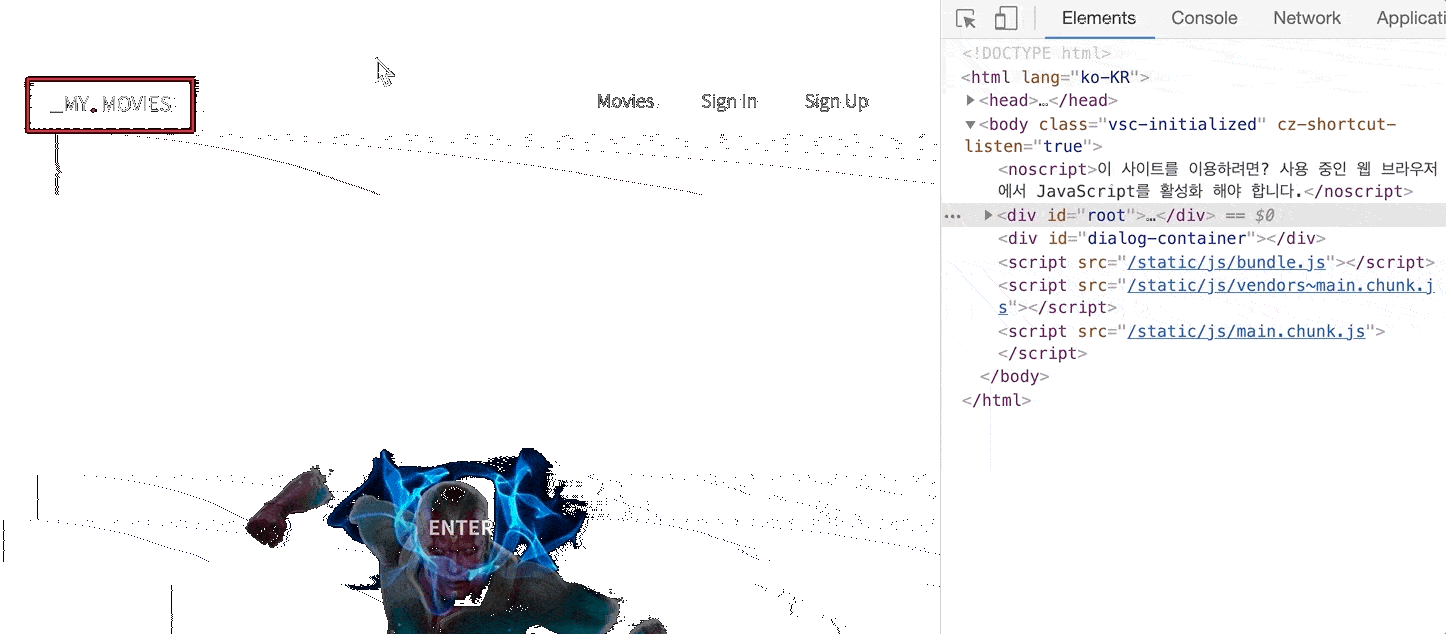 _MY. MOVIES
Movies
Sign In
Sign Up
ENTER
Elements Console Network Applicati
<!DOCTYPE html>
<html lang="ko-KR">
<head>…</head>
<body class="vsc-initialized" cz-shortcut-
listen="true">
<noscript>이 사이트를 이용하려면? 사용 중인 웹 브라우저
에서 JavaScript를 활성화 해야 합니다.</noscript>
<div id="root">…</div> == $0
<div id="dialog-container"></div>
<script src="/static/js/bundle.js"></script>
<script src="/static/js/vendors~main.chunk.j
s"></script>
<script src="/static/js/main.chunk.js">
</script>
</body>
</html>